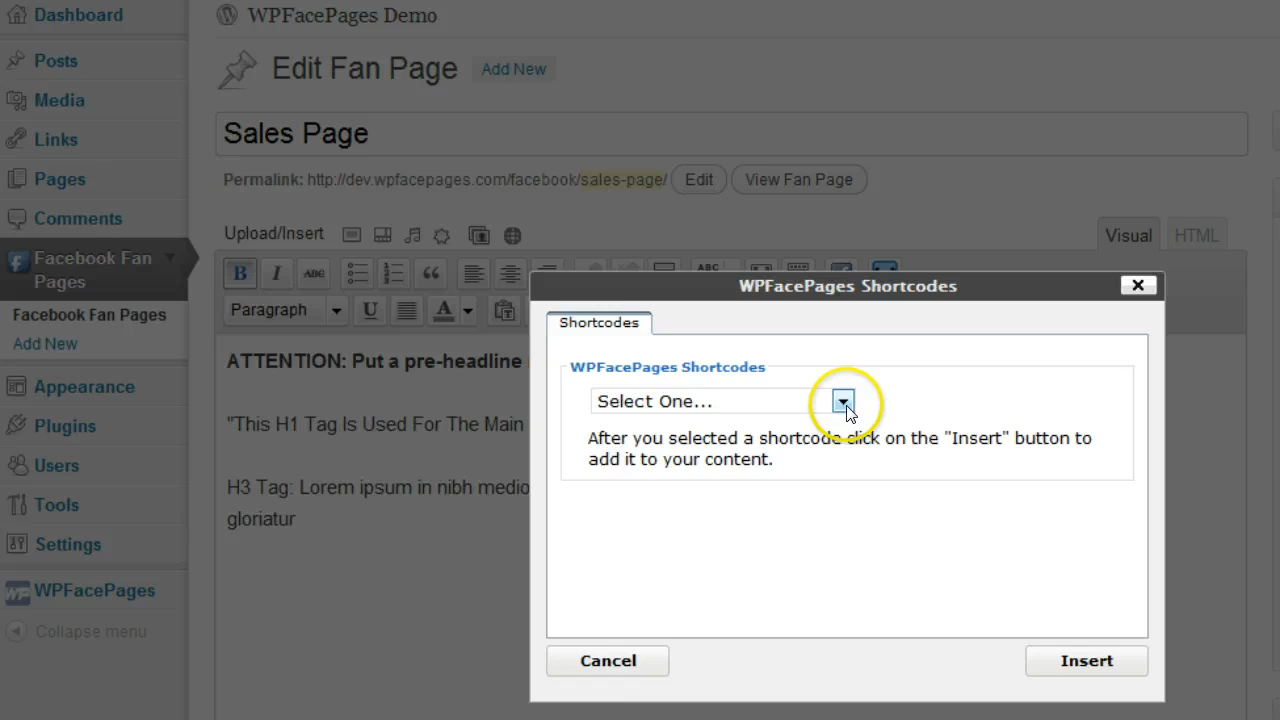 Dashboard
WPFacePages Demo
Posts
Edit Fan Page
Add New
Media
Links
Sales Page
Pages
Permalink: http://dev.wpfacepages.com/facebook/sales-page/
Edit
View Fan Page
Comments
Upload/Insert
Visual
HTML
Facebook Fan
Pages
B
I
ABC
ABC
WPFacePages Shortcodes
Facebook Fan Pages
Paragraph
U
A
Shortcodes
Add New
ATTENTION: Put a pre-headline
WPFacePages Shortcodes
Appearance
Select One...
Plugins
"This H1 Tag Is Used For The Main
After you selected a shortcode click on the "Insert" button to
add it to your content.
Users
H3 Tag: Lorem ipsum in nibh medio
gloriatur
Tools
Settings
WPFacePages
Collapse menu
Cancel
Insert